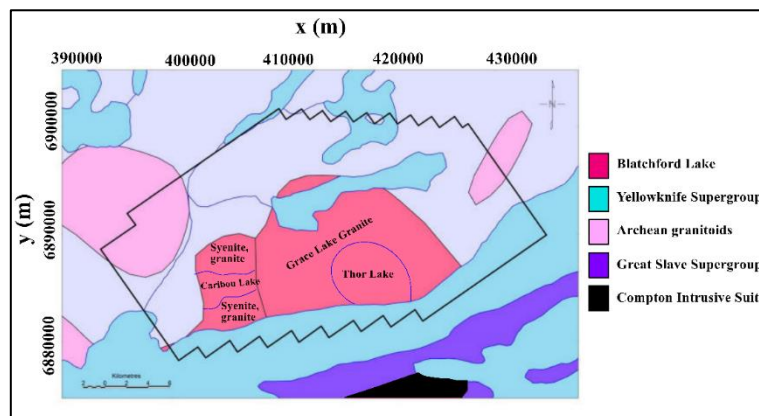 x (m)
390000 400000 410000 420000 430000
y (m)
6900000
6890000
6880000
N
Grace Lake Granite
Syenite,
granite
Caribou Lake
Syenite,
granite
Thor Lake
Kilometres
Blatchford Lake
Yellowknife Supergroup
Archean granitoids
Great Slave Supergroup
Compton Intrusive Suit